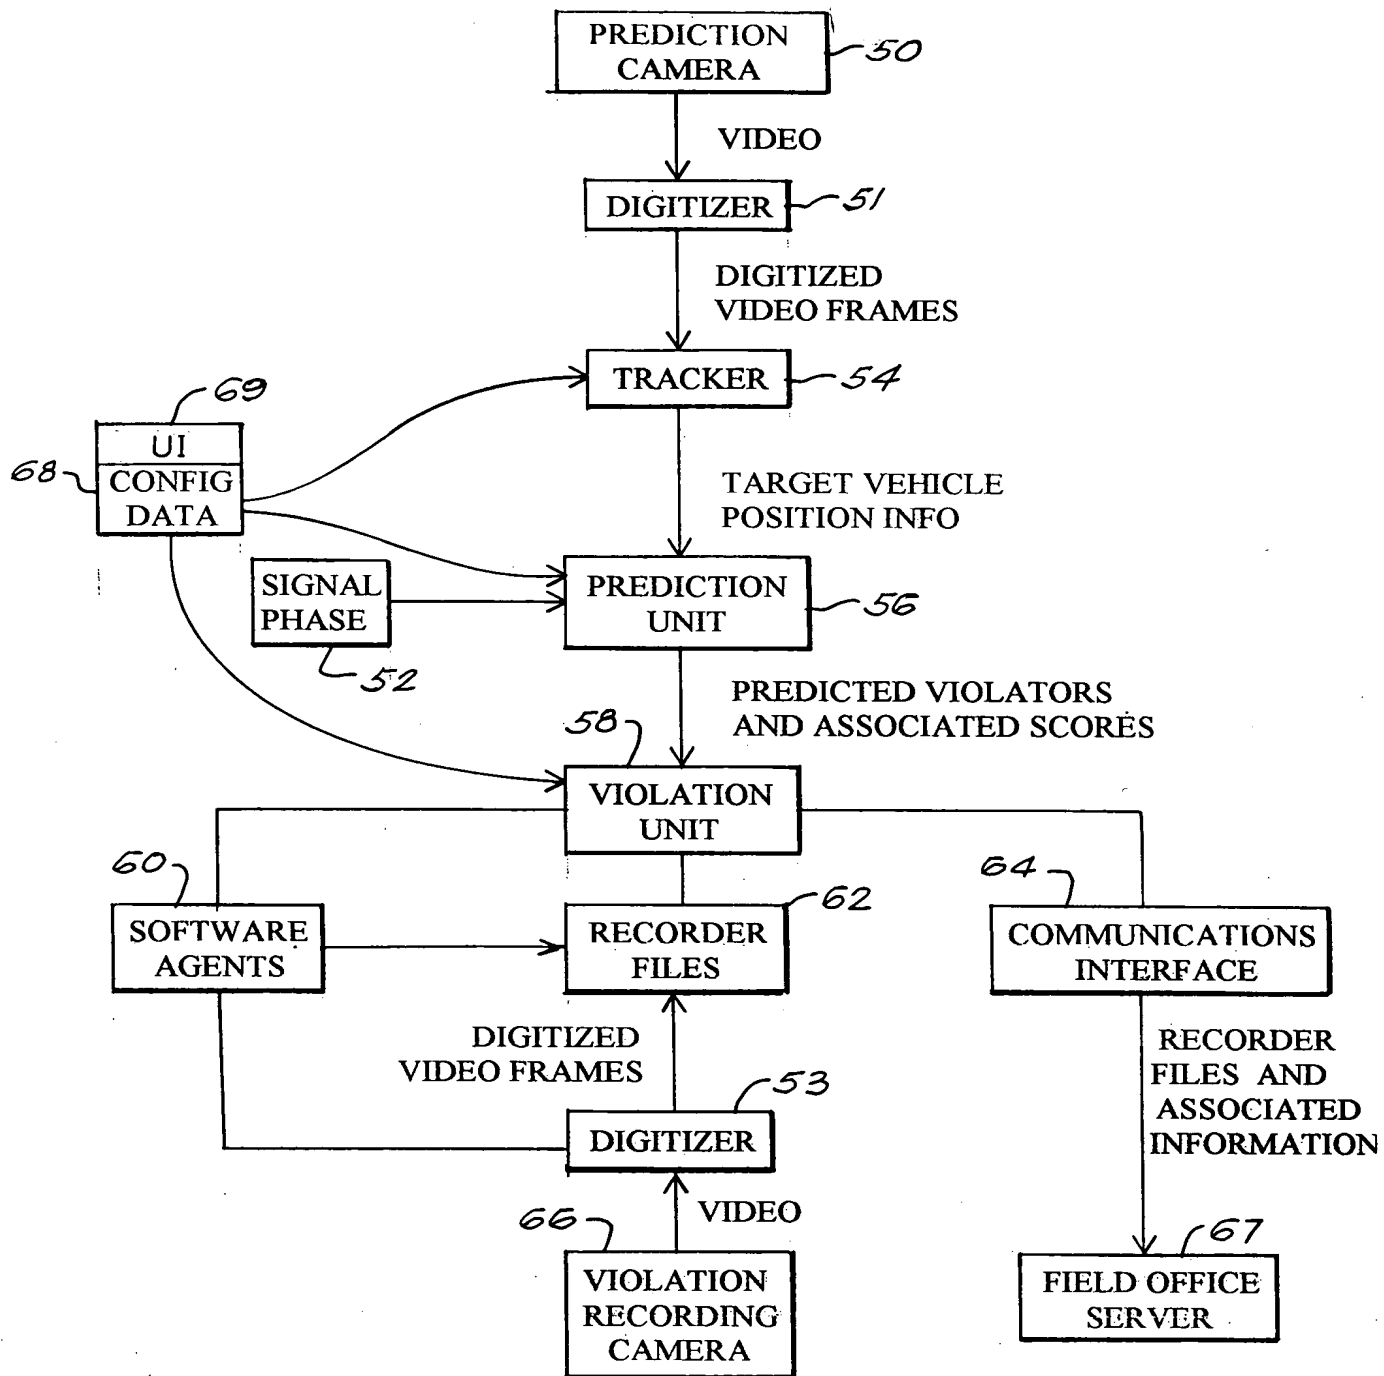 PREDICTION
CAMERA
50
VIDEO
DIGITIZER
51
DIGITIZED
VIDEO FRAMES
TRACKER
54
69
UI
68
CONFIG
DATA
TARGET VEHICLE
POSITION INFO
SIGNAL
PHASE
52
PREDICTION
UNIT
56
PREDICTED VIOLATORS
AND ASSOCIATED SCORES
58
VIOLATION
UNIT
60
SOFTWARE
AGENTS
62
RECORDER
FILES
64
COMMUNICATIONS
INTERFACE
DIGITIZED
VIDEO FRAMES
RECORDER
FILES AND
ASSOCIATED
INFORMATION
53
DIGITIZER
VIDEO
66
VIOLATION
RECORDING
CAMERA
67
FIELD OFFICE
SERVER